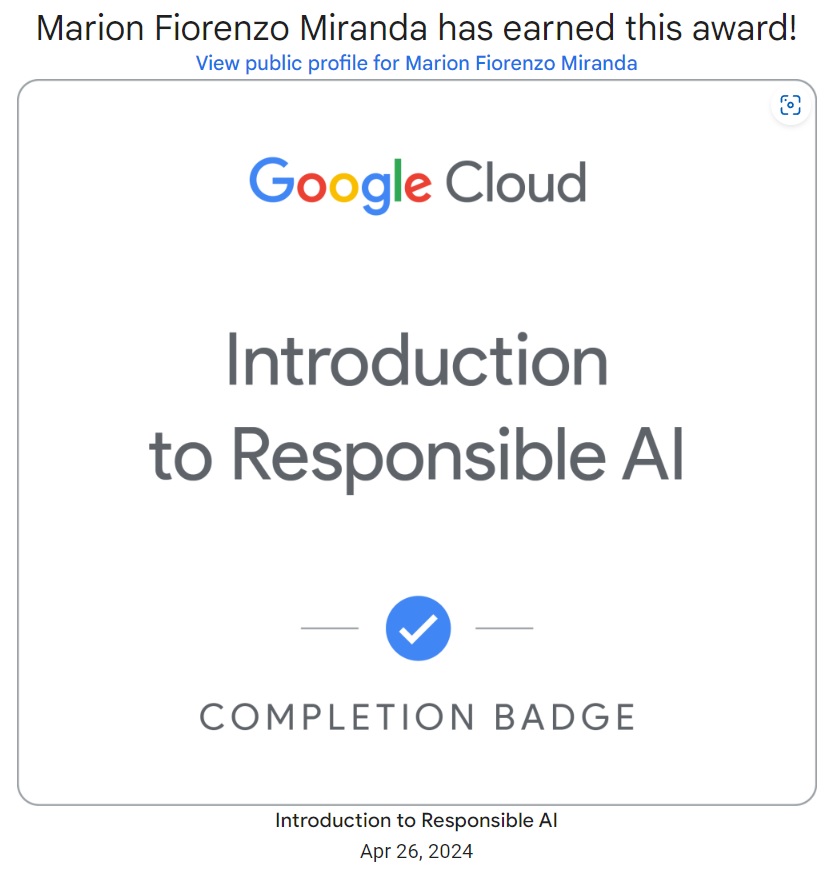 Marion Fiorenzo Miranda has earned this award!
View public profile for Marion Fiorenzo Miranda
Google Cloud
Introduction
to Responsible AI
COMPLETION BADGE
Introduction to Responsible AI
Apr 26, 2024